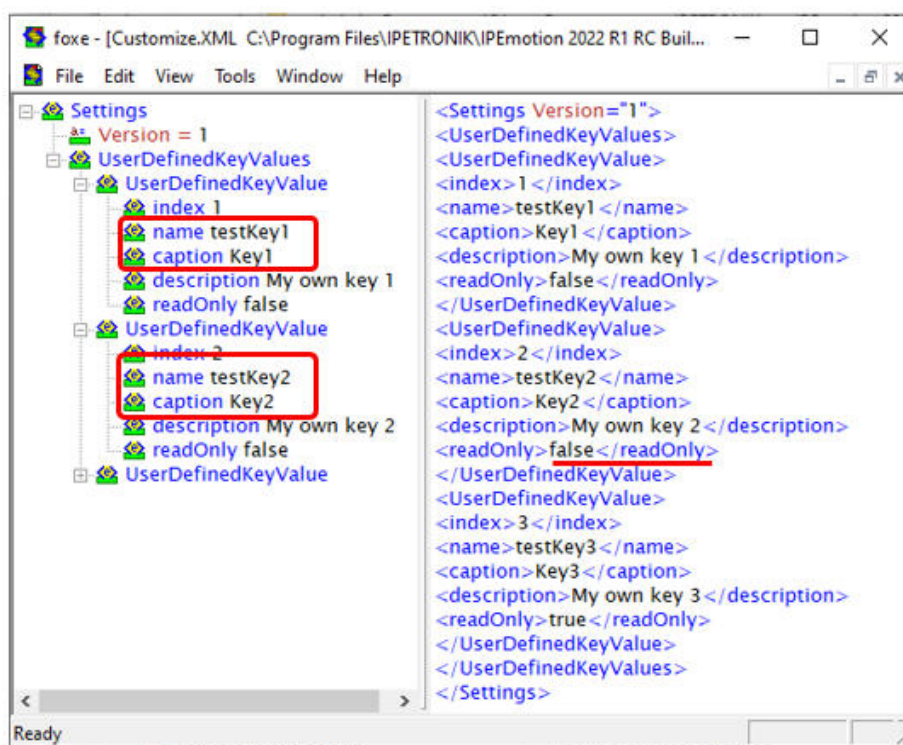 foxe - [Customize.XML C:\Program Files\IPETRONIK\IPEmotion 2022 R1 RC Buil...
File Edit View Tools Window Help
Settings
Version = 1
UserDefinedKeyValues
UserDefinedKeyValue
index 1
name testKey1
caption Key1
description My own key 1
readOnly false
UserDefinedKeyValue
index 2
name testKey2
caption Key2
description My own key 2
readOnly false
UserDefinedKeyValue
<Settings Version="1">
<UserDefinedKeyValues>
<UserDefinedKeyValue>
<index>1</index>
<name>testKey1</name>
<caption>Key1</caption>
<description>My own key 1</description>
<readOnly>false</readOnly>
</UserDefinedKeyValue>
<UserDefinedKeyValue>
<index>2</index>
<name>testKey2</name>
<caption>Key2</caption>
<description>My own key 2</description>
<readOnly>false</readOnly>
</UserDefinedKeyValue>
<UserDefinedKeyValue>
<index>3</index>
<name>testKey3</name>
<caption>Key3</caption>
<description>My own key 3</description>
<readOnly>true</readOnly>
</UserDefinedKeyValue>
</UserDefinedKeyValues>
</Settings>
Ready